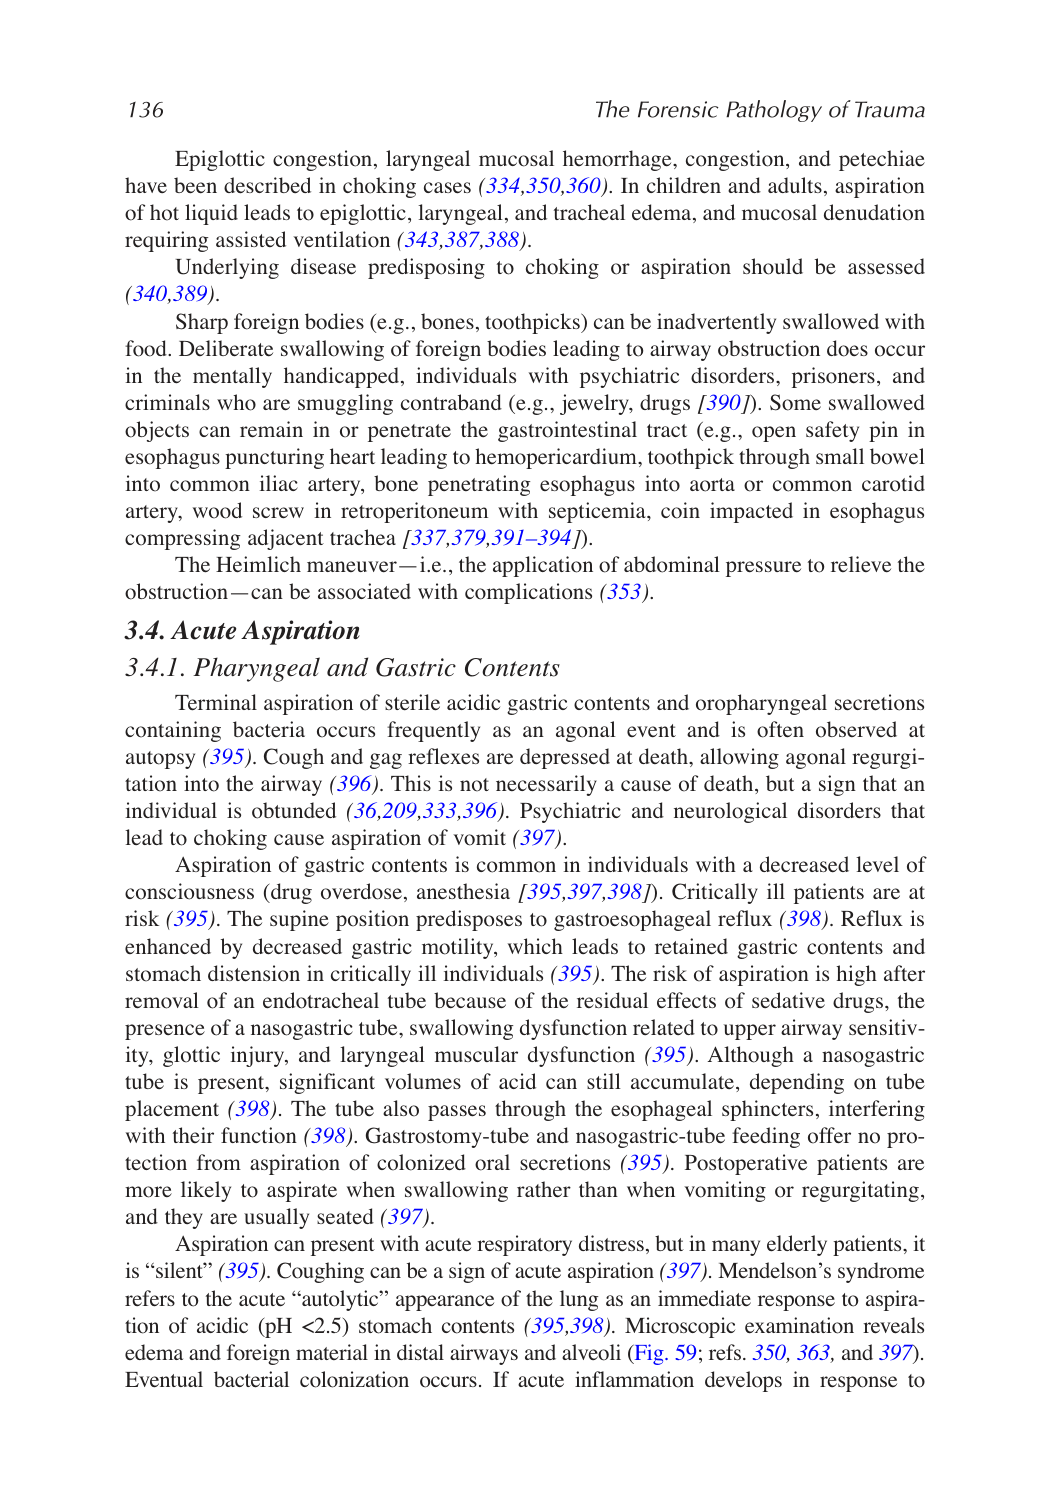 136 The Forensic Pathology of Trauma
Epiglottic congestion, laryngeal mucosal hemorrhage, congestion, and petechiae
have been described in choking cases (334,350,360). In children and adults, aspiration
of hot liquid leads to epiglottic, laryngeal, and tracheal edema, and mucosal denudation
requiring assisted ventilation (343,387,388).
Underlying disease predisposing to choking or aspiration should be assessed
(340,389).
Sharp foreign bodies (e.g., bones, toothpicks) can be inadvertently swallowed with
food. Deliberate swallowing of foreign bodies leading to airway obstruction does occur
in the mentally handicapped, individuals with psychiatric disorders, prisoners, and
criminals who are smuggling contraband (e.g., jewelry, drugs [390]). Some swallowed
objects can remain in or penetrate the gastrointestinal tract (e.g., open safety pin in
esophagus puncturing heart leading to hemopericardium, toothpick through small bowel
into common iliac artery, bone penetrating esophagus into aorta or common carotid
artery, wood screw in retroperitoneum with septicemia, coin impacted in esophagus
compressing adjacent trachea [337,379,391–394]).
The Heimlich maneuver—i.e., the application of abdominal pressure to relieve the
obstruction—can be associated with complications (353).
3.4. Acute Aspiration
3.4.1. Pharyngeal and Gastric Contents
Terminal aspiration of sterile acidic gastric contents and oropharyngeal secretions
containing bacteria occurs frequently as an agonal event and is often observed at
autopsy (395). Cough and gag reflexes are depressed at death, allowing agonal regurgi-
tation into the airway (396). This is not necessarily a cause of death, but a sign that an
individual is obtunded (36,209,333,396). Psychiatric and neurological disorders that
lead to choking cause aspiration of vomit (397).
Aspiration of gastric contents is common in individuals with a decreased level of
consciousness (drug overdose, anesthesia [395,397,398]). Critically ill patients are at
risk (395). The supine position predisposes to gastroesophageal reflux (398). Reflux is
enhanced by decreased gastric motility, which leads to retained gastric contents and
stomach distension in critically ill individuals (395). The risk of aspiration is high after
removal of an endotracheal tube because of the residual effects of sedative drugs, the
presence of a nasogastric tube, swallowing dysfunction related to upper airway sensitiv-
ity, glottic injury, and laryngeal muscular dysfunction (395). Although a nasogastric
tube is present, significant volumes of acid can still accumulate, depending on tube
placement (398). The tube also passes through the esophageal sphincters, interfering
with their function (398). Gastrostomy-tube and nasogastric-tube feeding offer no pro-
tection from aspiration of colonized oral secretions (395). Postoperative patients are
more likely to aspirate when swallowing rather than when vomiting or regurgitating,
and they are usually seated (397).
Aspiration can present with acute respiratory distress, but in many elderly patients, it
is “silent” (395). Coughing can be a sign of acute aspiration (397). Mendelson’s syndrome
refers to the acute “autolytic” appearance of the lung as an immediate response to aspira-
tion of acidic (pH <2.5) stomach contents (395,398). Microscopic examination reveals
edema and foreign material in distal airways and alveoli (Fig. 59; refs. 350, 363, and 397).
Eventual bacterial colonization occurs. If acute inflammation develops in response to